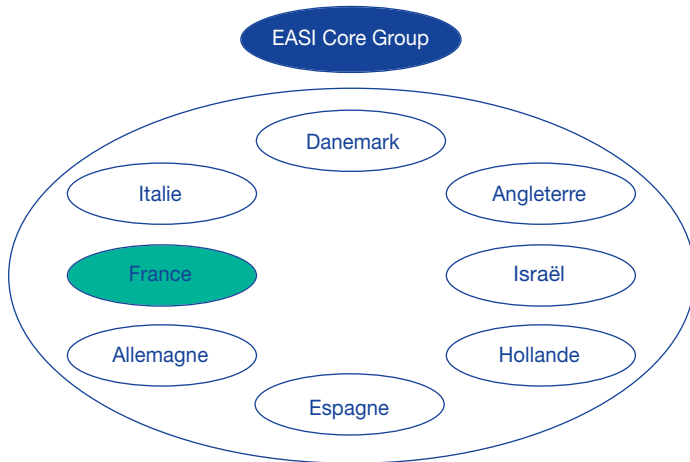 EASI Core Group
Danemark
Italie
Angleterre
France
Israël
Allemagne
Hollande
Espagne